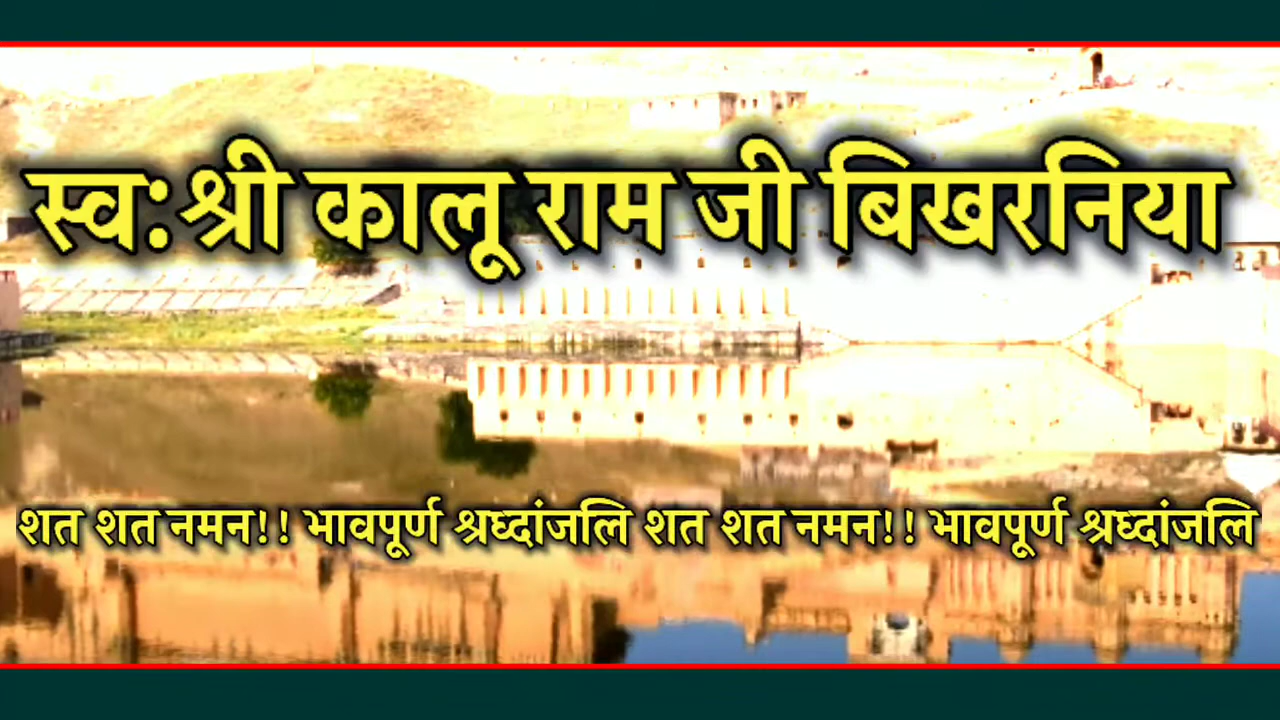 स्व:श्री कालू राम जी बिखरनिया
शत शत नमन!! भावपूर्ण श्रध्दांजलि शत शत नमन!! भावपूर्ण श्रध्दांजलि